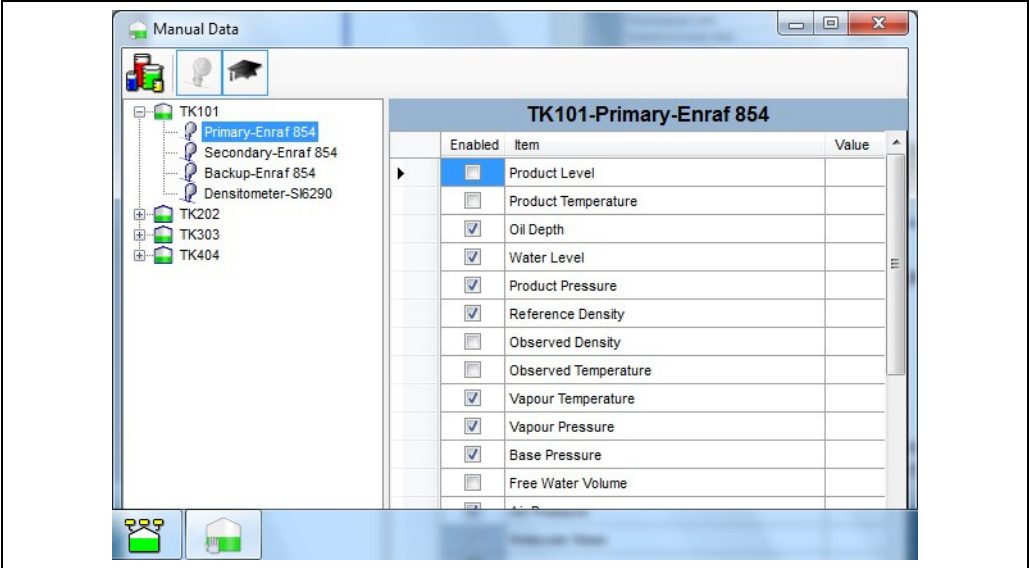 Manual Data
TK101
Primary-Enraf 854
Secondary-Enraf 854
Backup-Enraf 854
Densitometer-SI6290
TK202
TK303
TK404
TK101-Primary-Enraf 854
Enabled Item Value
Product Level
Product Temperature
Oil Depth
Water Level
Product Pressure
Reference Density
Observed Density
Observed Temperature
Vapour Temperature
Vapour Pressure
Base Pressure
Free Water Volume